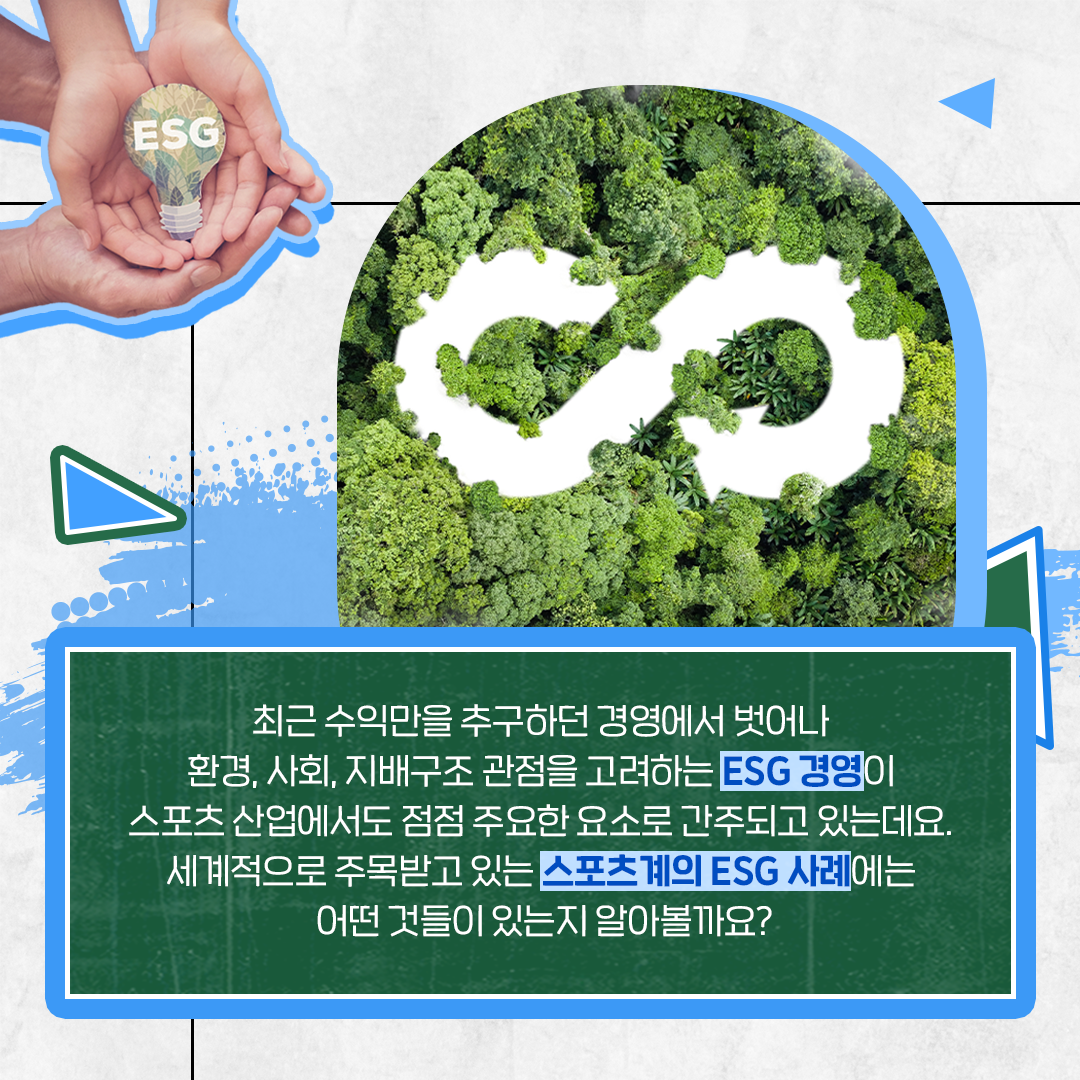 ESG
최근 수익만을 추구하던 경영에서 벗어나
환경, 사회, 지배구조 관점을 고려하는 ESG 경영이
스포츠 산업에서도 점점 주요한 요소로 간주되고 있는데요.
세계적으로 주목받고 있는 스포츠계의 ESG 사례에는
어떤 것들이 있는지 알아볼까요?